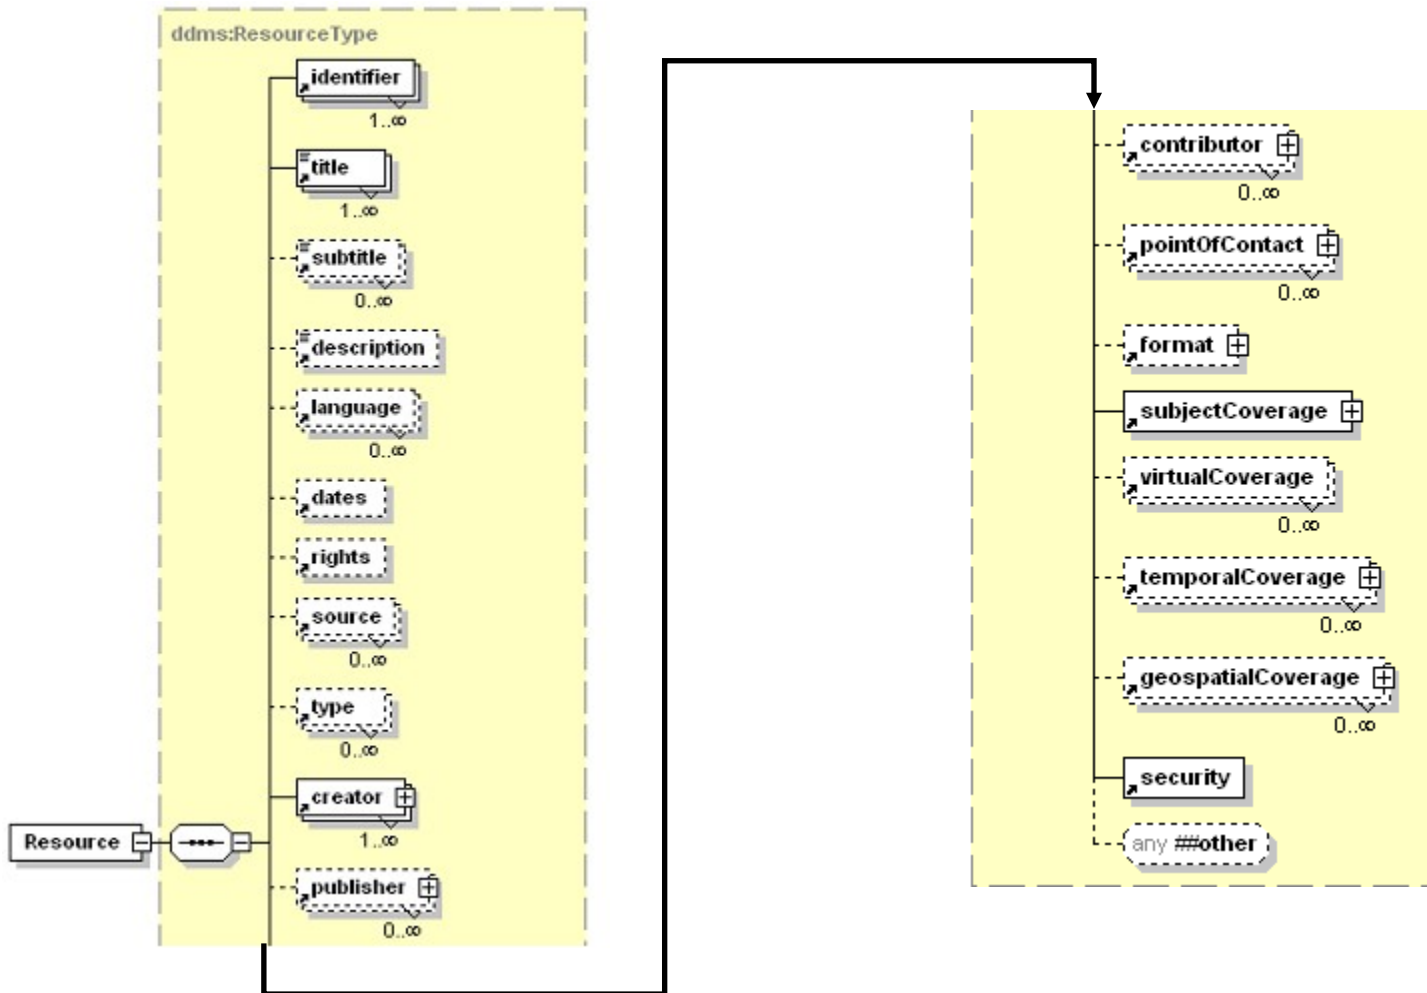 ddms:ResourceType
identifier
1..∞
title
1..∞
subtitle
0..∞
description
language
0..∞
dates
rights
source
0..∞
type
0..∞
creator
1..∞
Resource
publisher
0..∞
contributor
0..∞
pointOfContact
0..∞
format
subjectCoverage
virtualCoverage
0..∞
temporalCoverage
0..∞
geospatialCoverage
0..∞
security
any ##other